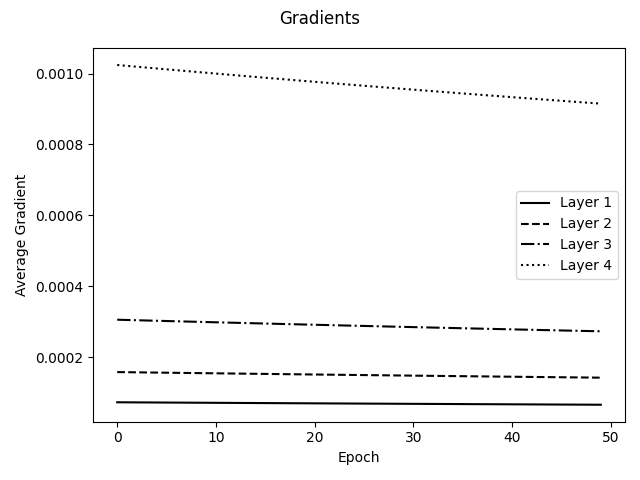 Gradients
0.0010
0.0008
0.0006
0.0004
0.0002
Average Gradient
Layer 1
Layer 2
Layer 3
Layer 4
0 10 20 30 40 50
Epoch